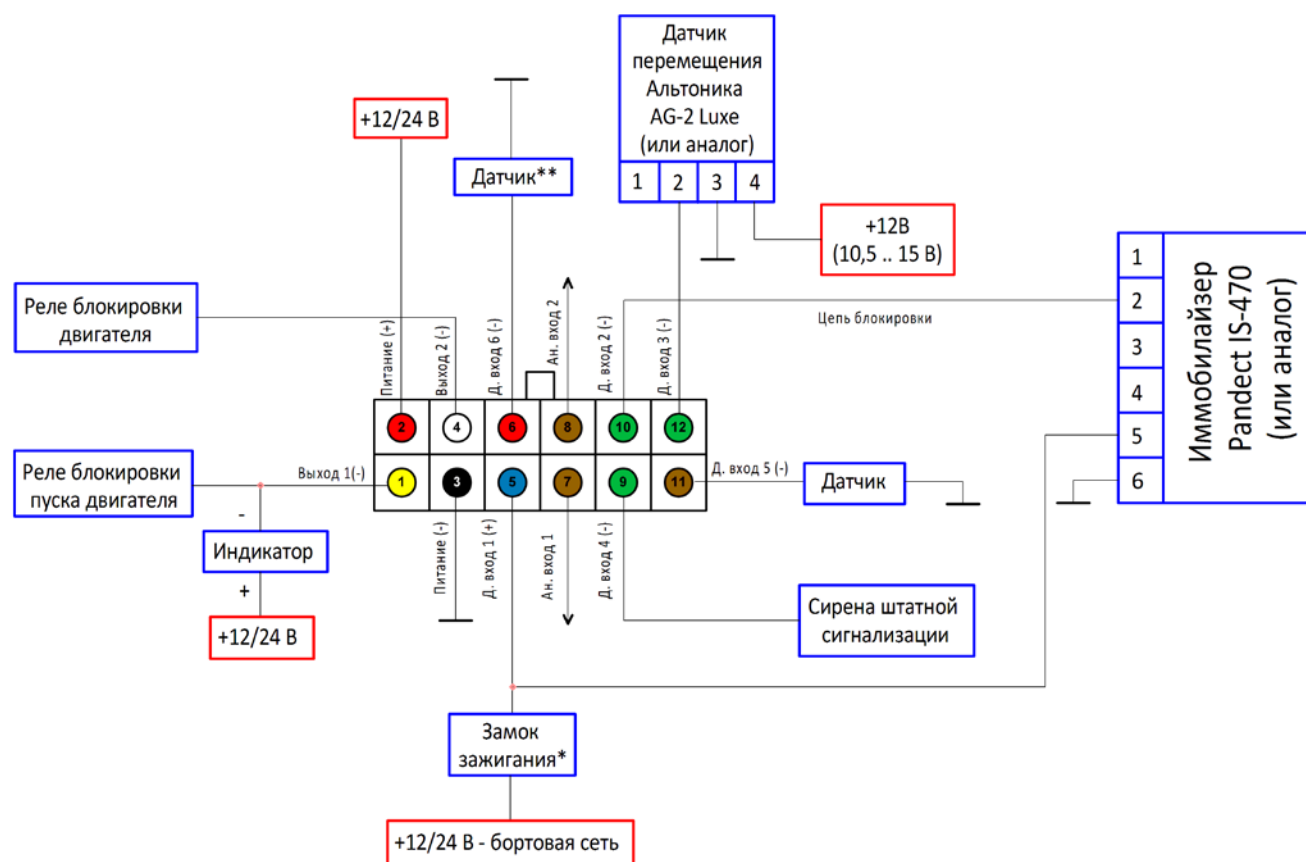 Датчик
перемещения
Альтоника
AG-2 Luxe
(или аналог)
1 2 3 4
+12/24 В
Датчик**
+12В
(10,5 .. 15 В)
Реле блокировки
двигателя
Питание (+)
Выход 2 (-)
Д. вход 6 (-)
Ан. вход 2
Д. вход 2 (-)
Д. вход 3 (-)
Цепь блокировки
1
2
3
4
5
6
Иммобилайзер
Pandect IS-470
(или аналог)
2 4 6 8 10 12
1 3 5 7 9 11
Реле блокировки
пуска двигателя
Выход 1(-)
Д. вход 5 (-)
Датчик
-
Индикатор
+
+12/24 В
Питание (-)
Д. вход 1 (+)
Ан. вход 1
Д. вход 4 (-)
Сирена штатной
сигнализации
Замок
зажигания*
+12/24 В - бортовая сеть